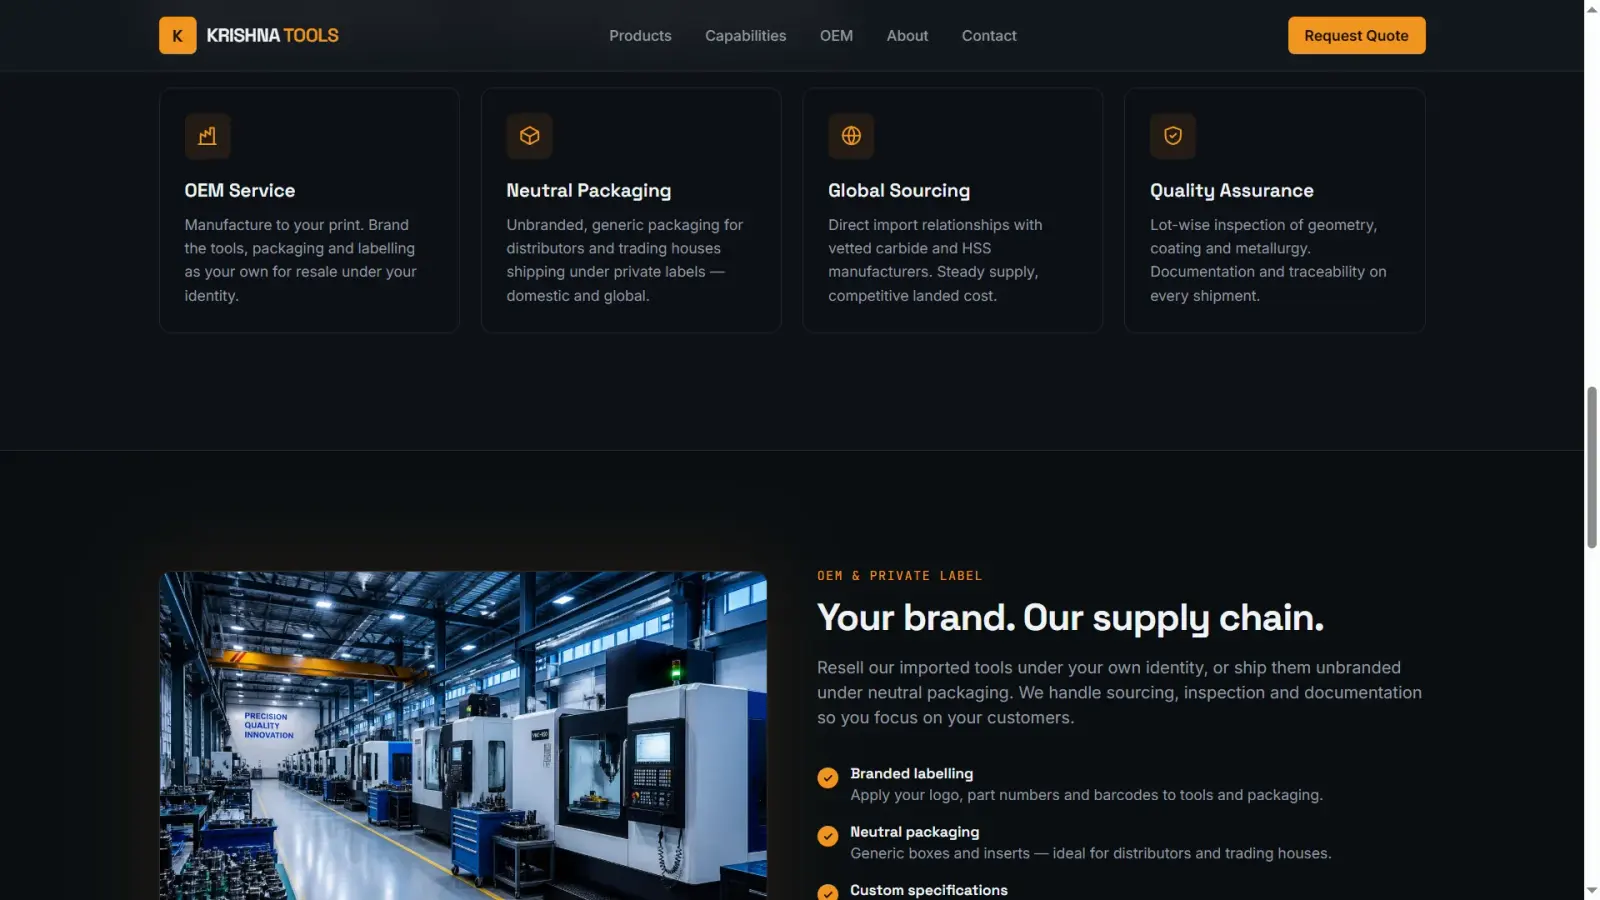 K KRISHNA TOOLS
Products Capabilities OEM About Contact
Request Quote
OEM Service
Manufacture to your print. Brand
the tools, packaging and labelling
as your own for resale under your
identity.
Neutral Packaging
Unbranded, generic packaging for
distributors and trading houses
shipping under private labels —
domestic and global.
Global Sourcing
Direct import relationships with
vetted carbide and HSS
manufacturers. Steady supply,
competitive landed cost.
Quality Assurance
Lot-wise inspection of geometry,
coating and metallurgy.
Documentation and traceability on
every shipment.
PRECISION
QUALITY
INNOVATION
OEM & PRIVATE LABEL
Your brand. Our supply chain.
Resell our imported tools under your own identity, or ship them unbranded
under neutral packaging. We handle sourcing, inspection and documentation
so you focus on your customers.
Branded labelling
Apply your logo, part numbers and barcodes to tools and packaging.
Neutral packaging
Generic boxes and inserts — ideal for distributors and trading houses.
Custom specifications